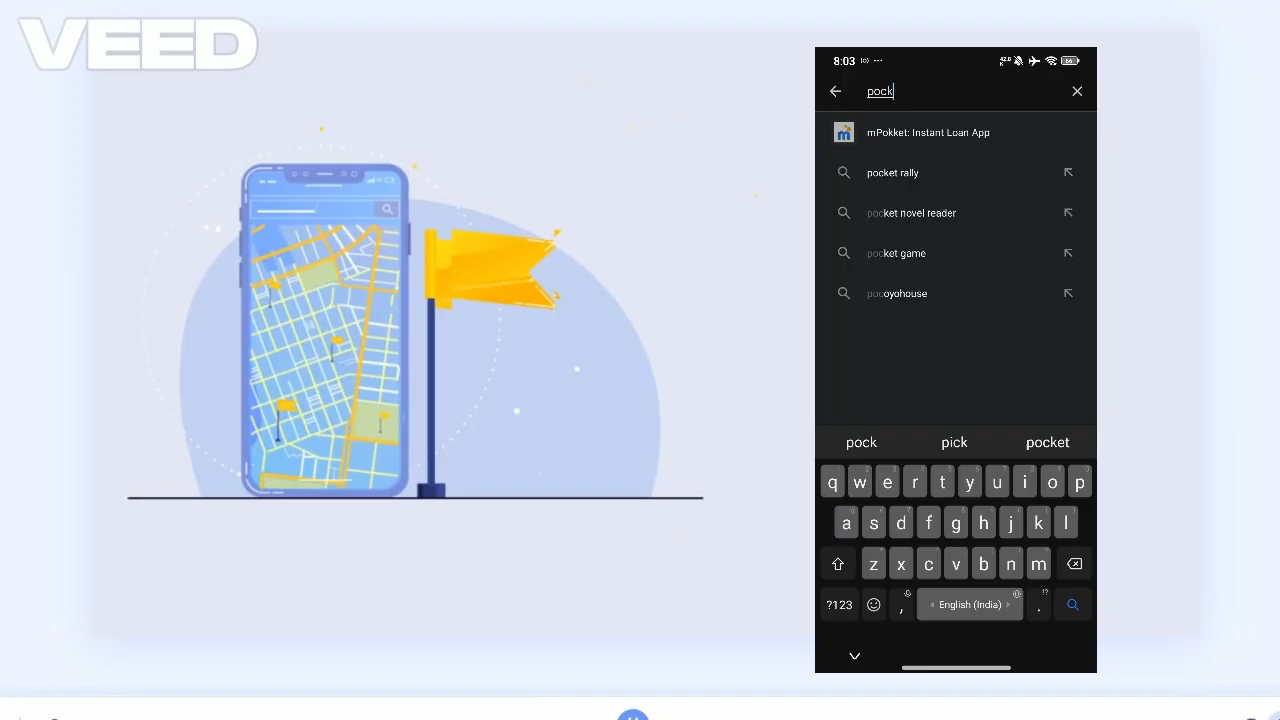 VEED
8:03
pock
mPokket: Instant Loan App
pocket rally
pocket novel reader
pocket game
pocoyohouse
pock pick pocket
q w e r t y u i o p
a s d f g h j k l
z x c v b n m
?123 , English (India) .